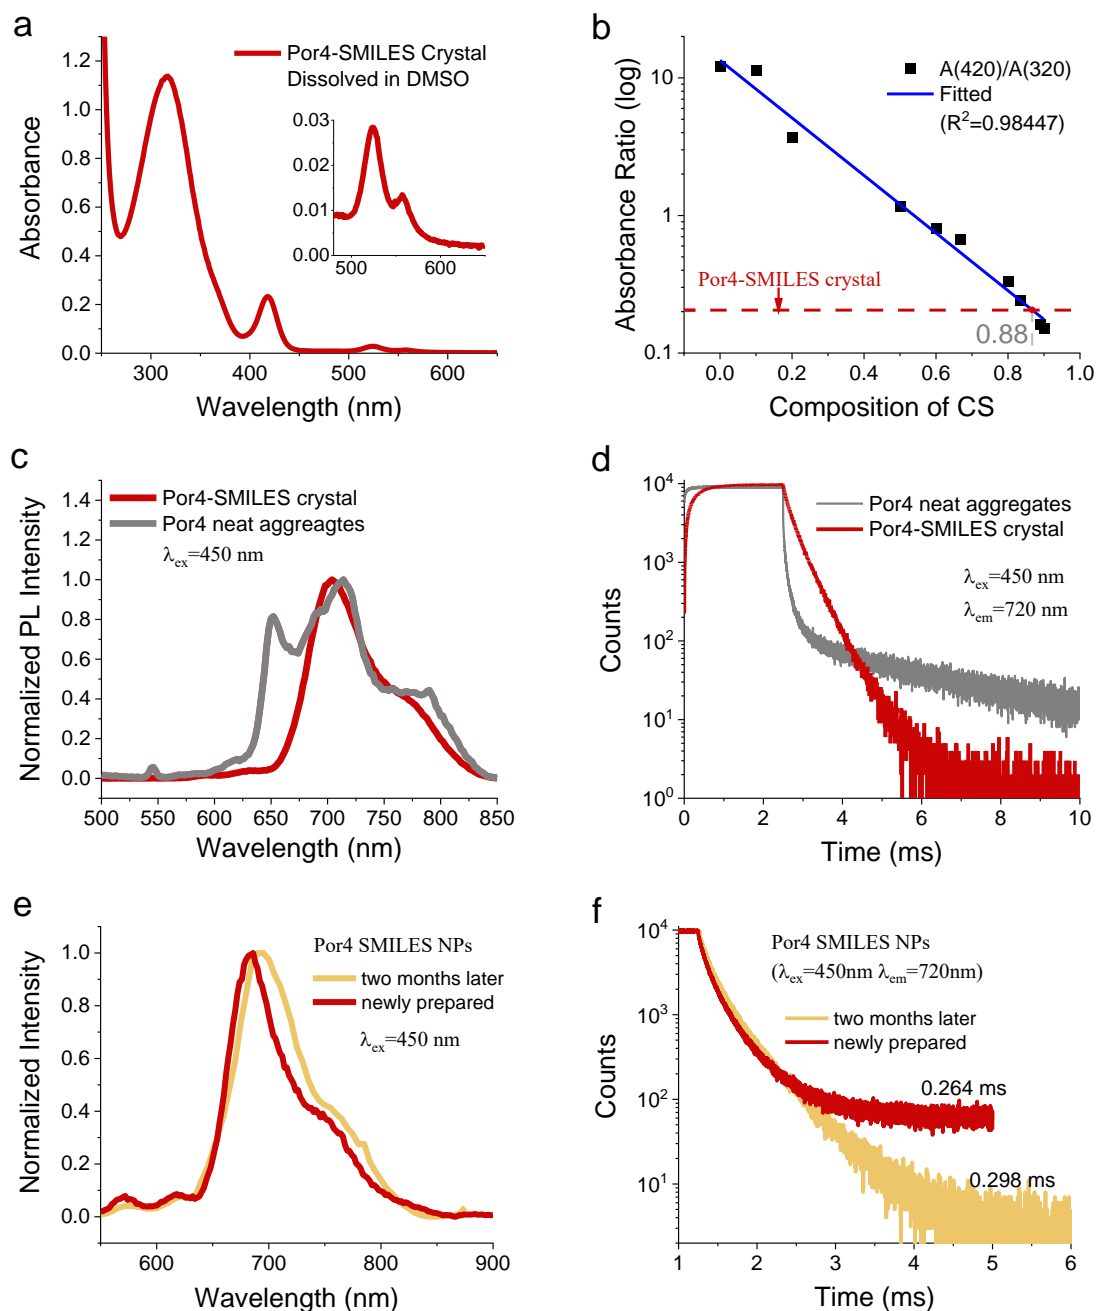 a
1.2
1.0
0.8
0.6
0.4
0.2
0.0
Absorbance
Por4-SMILES Crystal
Dissolved in DMSO
0.03
0.02
0.01
0.00
500
600
300
400
500
600
Wavelength (nm)
b
10
1
0.1
Absorbance Ratio (log)
A(420)/A(320)
Fitted
(R²=0.98447)
Por4-SMILES crystal
0.88
0.0
0.2
0.4
0.6
0.8
1.0
Composition of CS
c
1.4
1.2
1.0
0.8
0.6
0.4
0.2
0.0
Normalized PL Intensity
Por4-SMILES crystal
Por4 neat aggreagtes
λex=450 nm
500
550
600
650
700
750
800
850
Wavelength (nm)
d
10⁴
10³
10²
10¹
10⁰
Counts
Por4 neat aggregates
Por4-SMILES crystal
λex=450 nm
λem=720 nm
0
2
4
6
8
10
Time (ms)
e
1.0
0.8
0.6
0.4
0.2
0.0
Normalized Intensity
Por4 SMILES NPs
two months later
newly prepared
λex=450 nm
600
700
800
900
Wavelength (nm)
f
10⁴
10³
10²
10¹
Counts
Por4 SMILES NPs
(λex=450nm λem=720nm)
two months later
newly prepared
0.264 ms
0.298 ms
1
2
3
4
5
6
Time (ms)